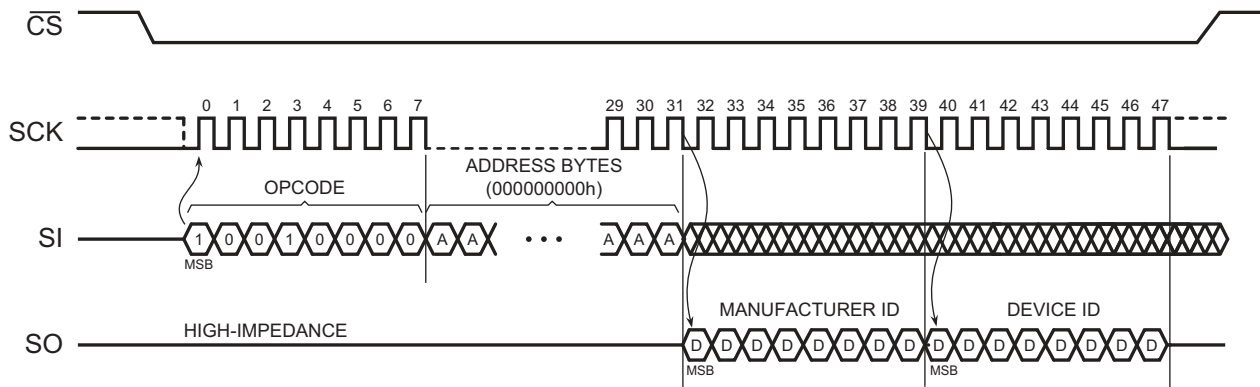 CS
0 1 2 3 4 5 6 7 29 30 31 32 33 34 35 36 37 38 39 40 41 42 43 44 45 46 47
SCK
ADDRESS BYTES
OPCODE (000000000h)
SI 1 0 0 1 0 0 0 0 A A • • • A A A
MSB
HIGH-IMPEDANCE MANUFACTURER ID DEVICE ID
SO D D D D D D D D D D D D D D D D
MSB MSB